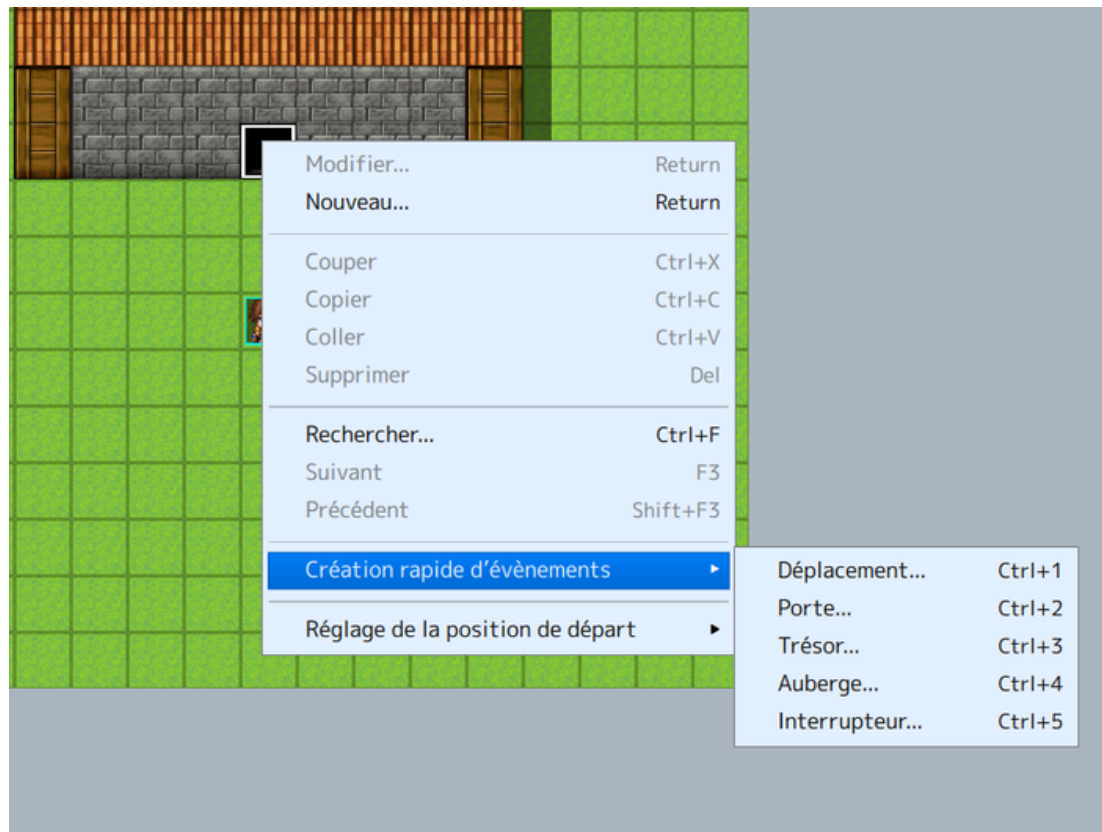 Modifier... Return
Nouveau... Return
Couper Ctrl+X
Copier Ctrl+C
Coller Ctrl+V
Supprimer Del
Rechercher... Ctrl+F
Suivant F3
Précédent Shift+F3
Création rapide d'évènements
Réglage de la position de départ
Déplacement... Ctrl+1
Porte... Ctrl+2
Trésor... Ctrl+3
Auberge... Ctrl+4
Interrupteur... Ctrl+5